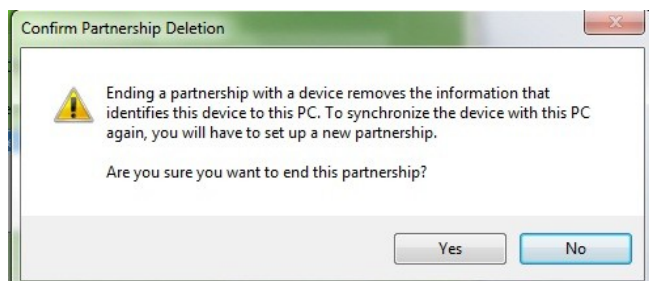 Confirm Partnership Deletion
Ending a partnership with a device removes the information that
identifies this device to this PC. To synchronize the device with this PC
again, you will have to set up a new partnership.
Are you sure you want to end this partnership?
Yes
No